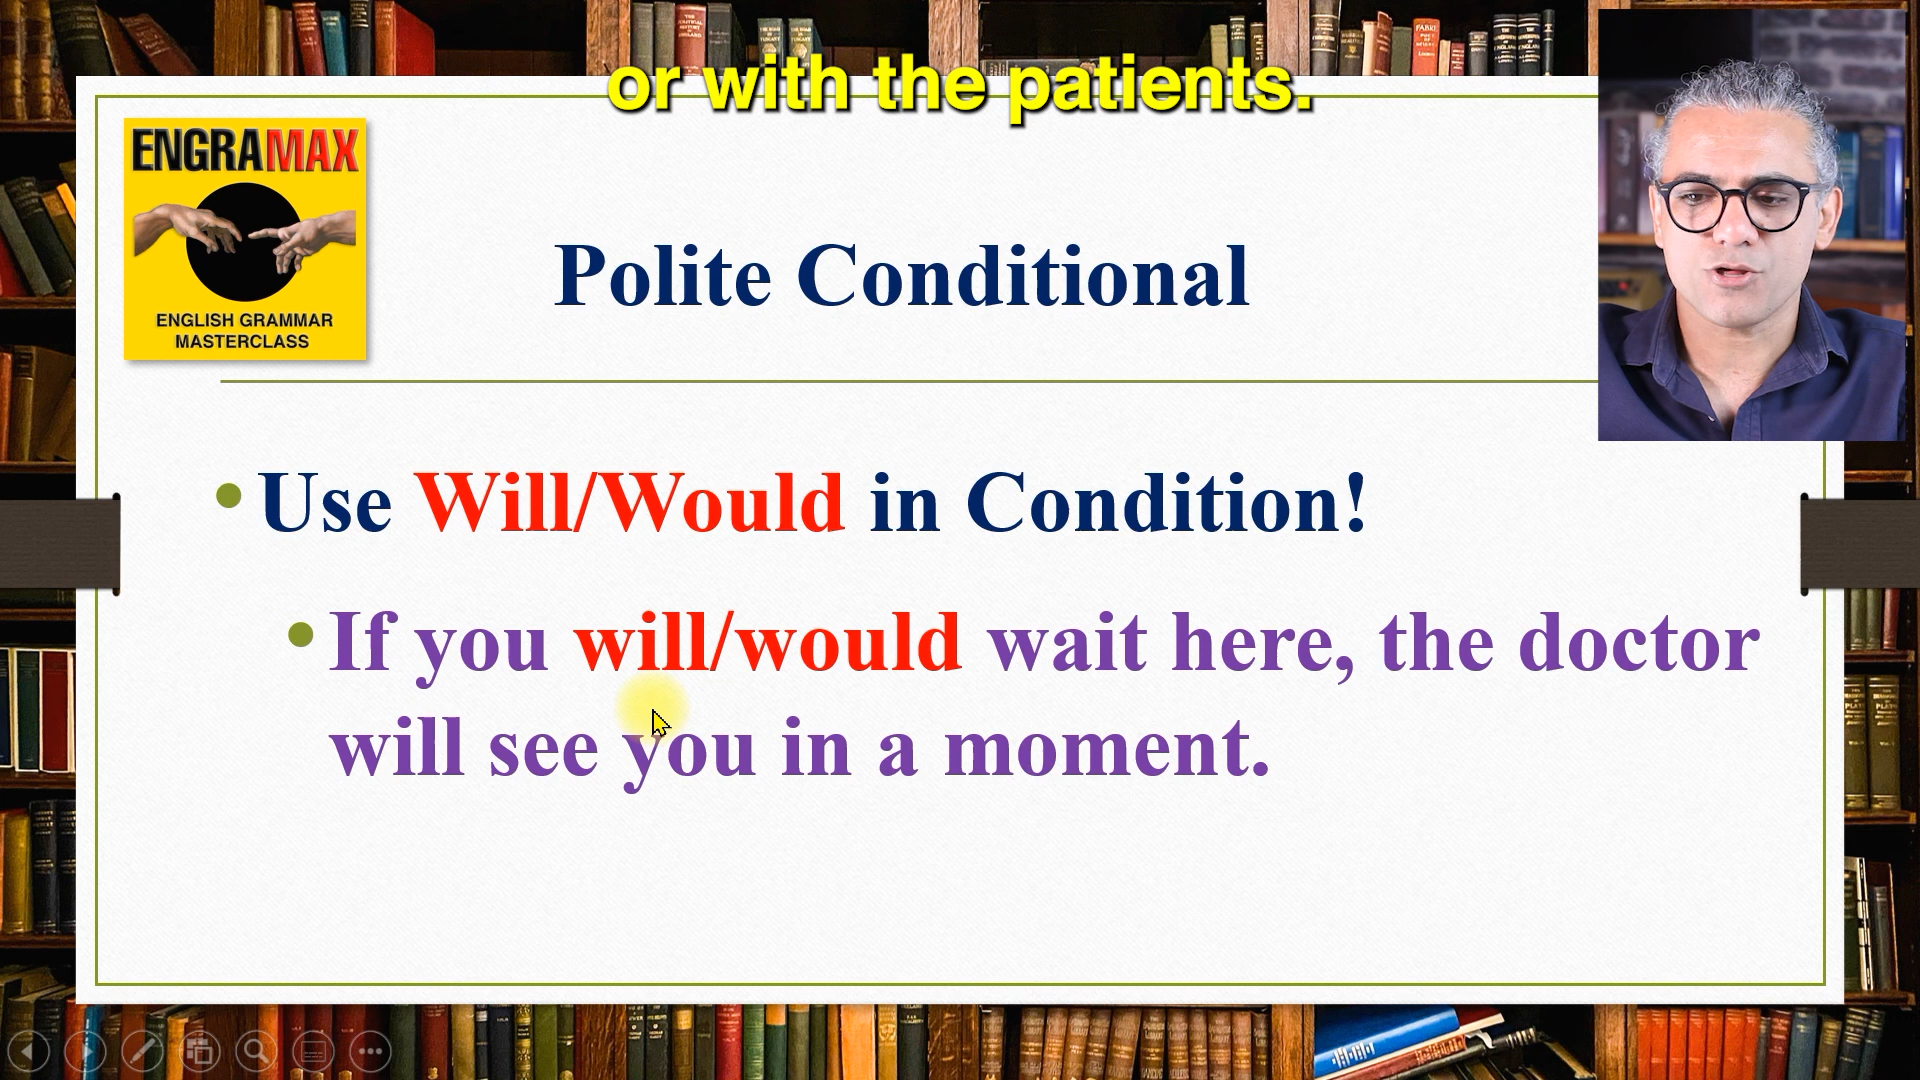 or with the patients.
ENGRAMAX
ENGLISH GRAMMAR
MASTERCLASS
Polite Conditional
• Use Will/Would in Condition!
• If you will/would wait here, the doctor
will see you in a moment.